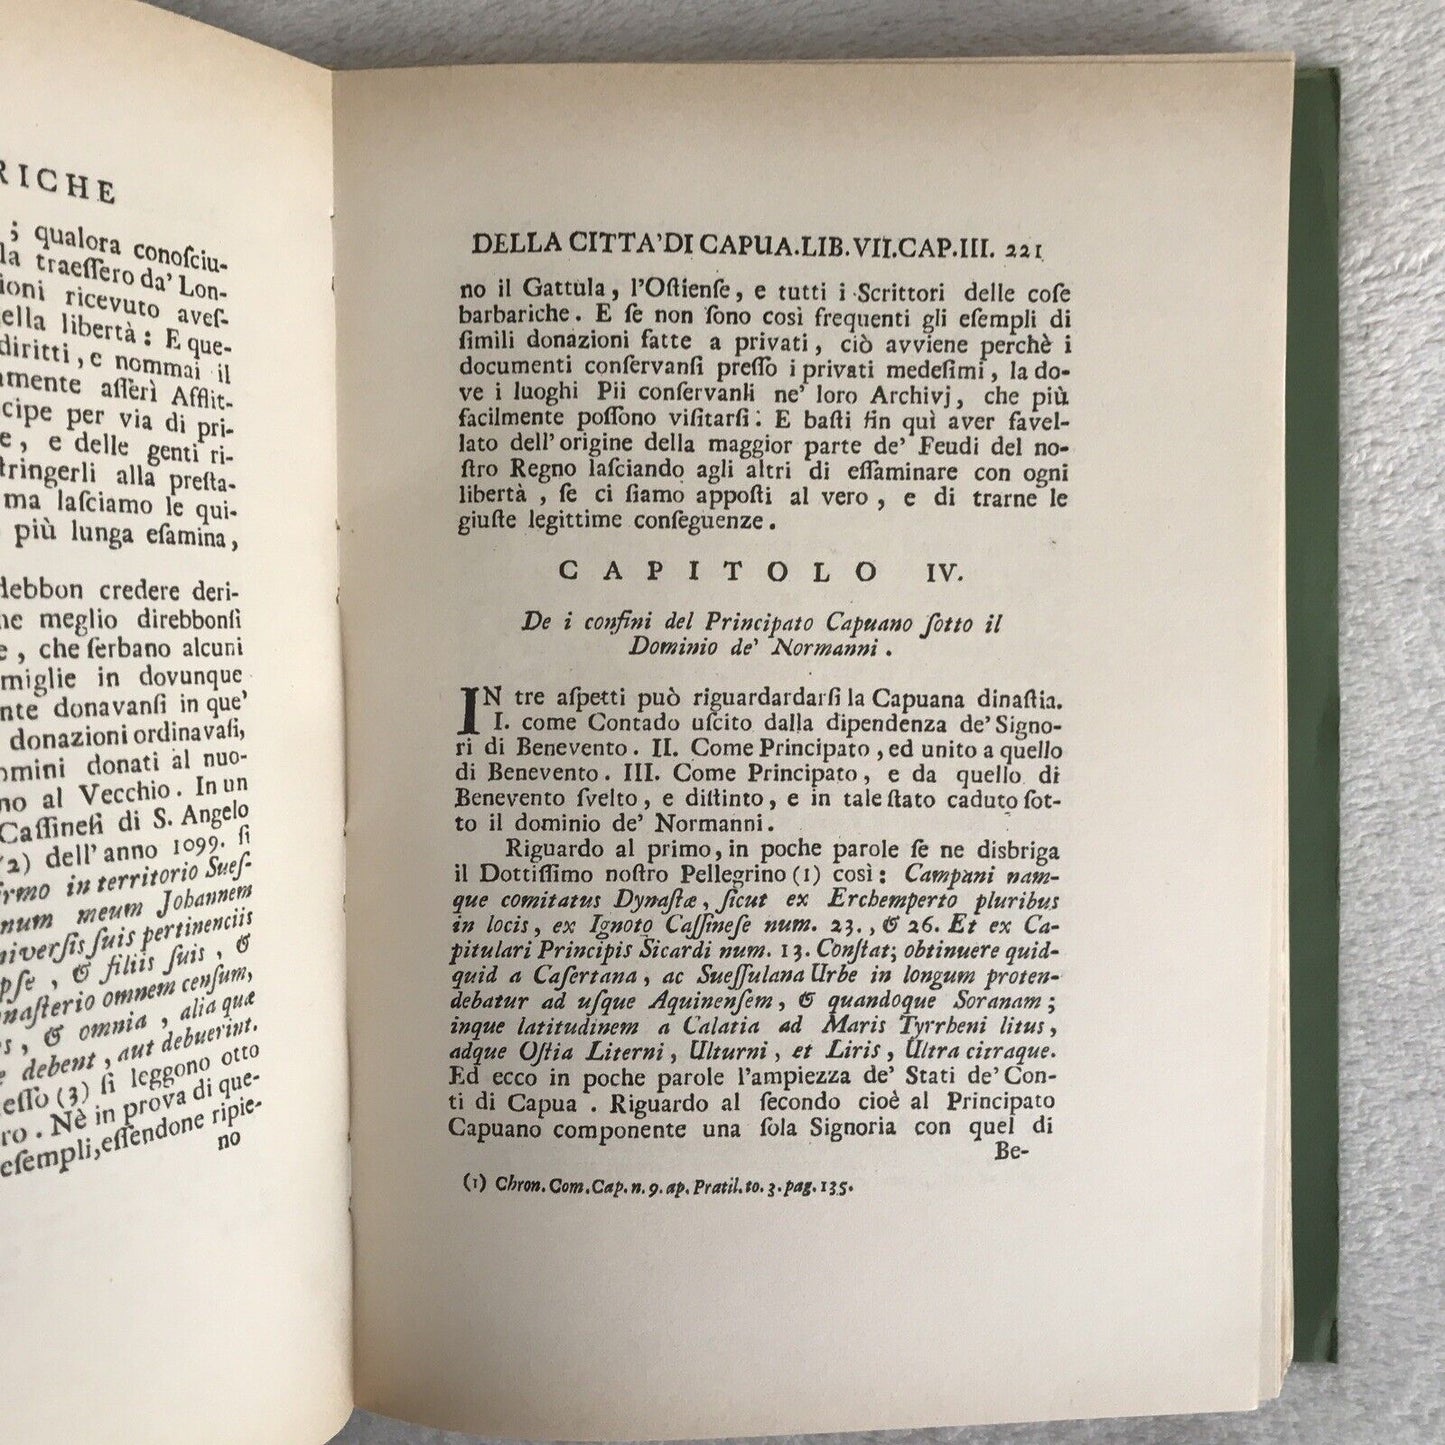 RICHE
; qualora conoſciu-
la traeſſero da' Lon-
ioni ricevuto aveſ-
ella libertà: E que-
diritti, e nommai il
amente aſſerì Afflit-
cipe per via di pri-
e, e delle genti ri-
tringerli alla preſta-
ma laſciamo le qui-
più lunga eſamina,
debbon credere deri-
ne meglio direbbonſi
e, che ſerbano alcuni
miglie in dovunque
nte donavanſi in que'
donazioni ordinavaſi,
omini donati al nuo-
no al Vecchio. In un
Caſſineſi di S. Angelo
(2) dell'anno 1099. ſi
rmo in territorio Sueſ-
num meum Johannem
niverſis ſuis pertinenciis
pſe, & filiis ſuis, &
naſterio omnem cenſum,
s, & omnia, alia quæ
e debent, aut debuerint.
eſſo (3) ſi leggono otto
ro. Nè in prova di que-
eſempli, eſſendone ripie-
no
DELLA CITTA' DI CAPUA. LIB. VII. CAP. III. 221
no il Gattula, l'Oſtienſe, e tutti i Scrittori delle coſe
barbariche. E ſe non ſono così frequenti gli eſempli di
ſimili donazioni fatte a privati, ciò avviene perchè i
documenti conſervanſi preſſo i privati medeſimi, la do-
ve i luoghi Pii conſervanli ne' loro Archivj, che più
facilmente poſſono viſitarſi: E baſti fin quì aver favel-
lato dell'origine della maggior parte de' Feudi del no-
ſtro Regno laſciando agli altri di eſſaminare con ogni
libertà, ſe ci ſiamo appoſti al vero, e di trarne le
giuſte legittime conſeguenze.
CAPITOLO IV.
De i confini del Principato Capuano ſotto il
Dominio de' Normanni.
IN tre aſpetti può riguardardarſi la Capuana dinaſtia.
I. come Contado uſcito dalla dipendenza de' Signo-
ri di Benevento. II. Come Principato, ed unito a quello
di Benevento. III. Come Principato, e da quello di
Benevento ſvelto, e diſtinto, e in tale ſtato caduto ſot-
to il dominio de' Normanni.
Riguardo al primo, in poche parole ſe ne disbriga
il Dottiſſimo noſtro Pellegrino (1) così: Campani nam-
que comitatus Dynaſtæ, ſicut ex Erchemperto pluribus
in locis, ex Ignoto Caſſineſe num. 23., & 26. Et ex Ca-
pitulari Principis Sicardi num. 13. Conſtat; obtinuere quid-
quid a Caſertana, ac Sueſſulana Urbe in longum proten-
debatur ad uſque Aquinenſem, & quandoque Soranam;
inque latitudinem a Calatia ad Maris Tyrrheni litus,
adque Oſtia Literni, Ulturni, et Liris, Ultra citraque.
Ed ecco in poche parole l'ampiezza de' Stati de' Con-
ti di Capua. Riguardo al ſecondo cioè al Principato
Capuano componente una ſola Signoria con quel di
Be-
(1) Chron. Com. Cap. n. 9. ap. Pratil. to. 3. pag. 135.